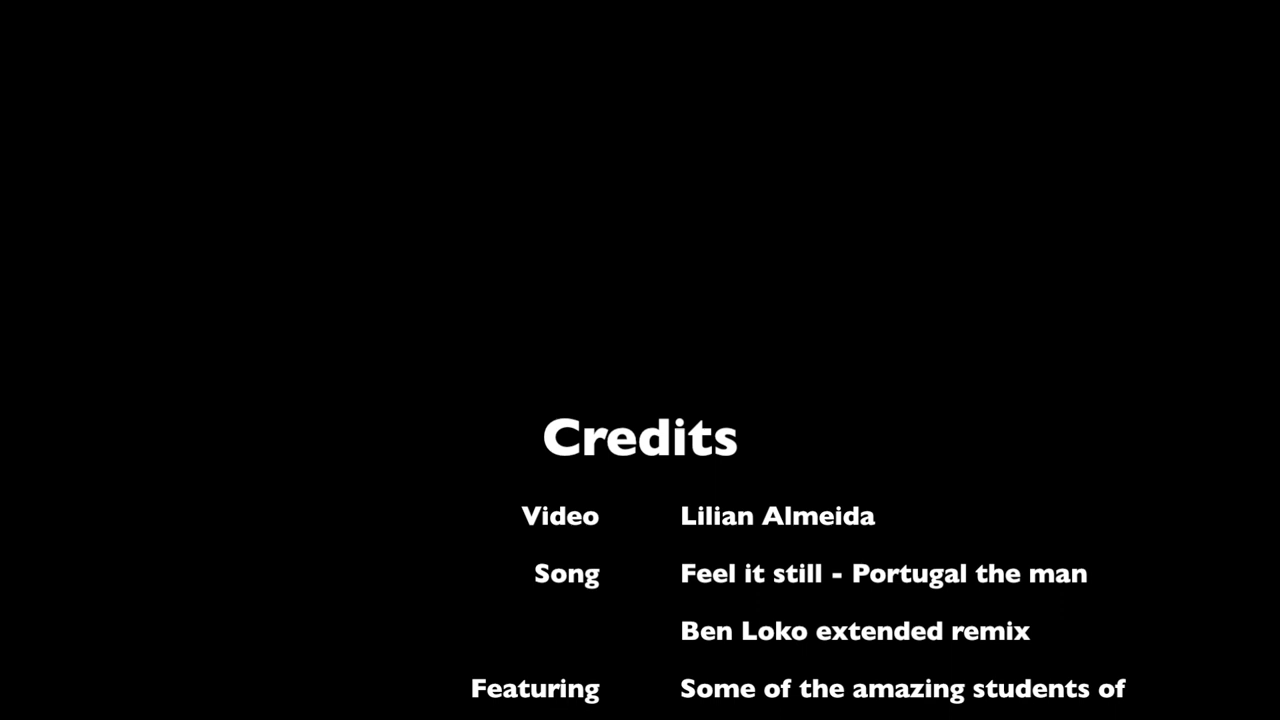 Credits
Video Lilian Almeida
Song Feel it still - Portugal the man
Ben Loko extended remix
Featuring Some of the amazing students of